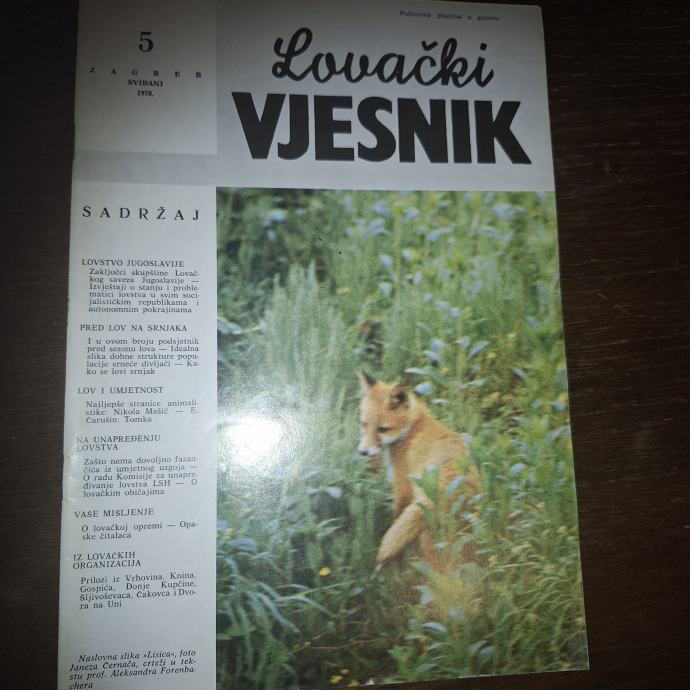 Poštarina plaćena u gotovu
5
ZAGREB
SVIBANJ
1978.
Lovački
VJESNIK
SADRŽAJ
LOVSTVO JUGOSLAVIJE
Zaključci skupštine Lovač-
kog saveza Jugoslavije —
Izvještaji o stanju i proble-
matici lovstva u svim soci-
jalističkim republikama i
autonomnim pokrajinama
PRED LOV NA SRNJAKA
I u ovom broju podsjetnik
pred sezonu lova — Idealna
slika dobne strukture popu-
lacije srneće divljači — Ka-
ko se lovi srnjak
LOV I UMJETNOST
Najljepše stranice animali-
stike: Nikola Mašić — E.
Čarušin: Tomka
NA UNAPREĐENJU
LOVSTVA
Zašto nema dovoljno fazan-
čića iz umjetnog uzgoja —
O radu Komisije za unapre-
đivanje lovstva LSH — O
lovačkim običajima
VAŠE MIŠLJENJE
O lovačkoj opremi — Opa-
ske čitalaca
IZ LOVAČKIH
ORGANIZACIJA
Prilozi iz Vrhovina, Knina,
Gospića, Donje Kupčine,
Šljivoševaca, Čakovca i Dvo-
ra na Uni
Naslovna slika »Lisica«, foto
Janeza Černača, crteži u tek-
stu prof. Aleksandra Forenba-
chera